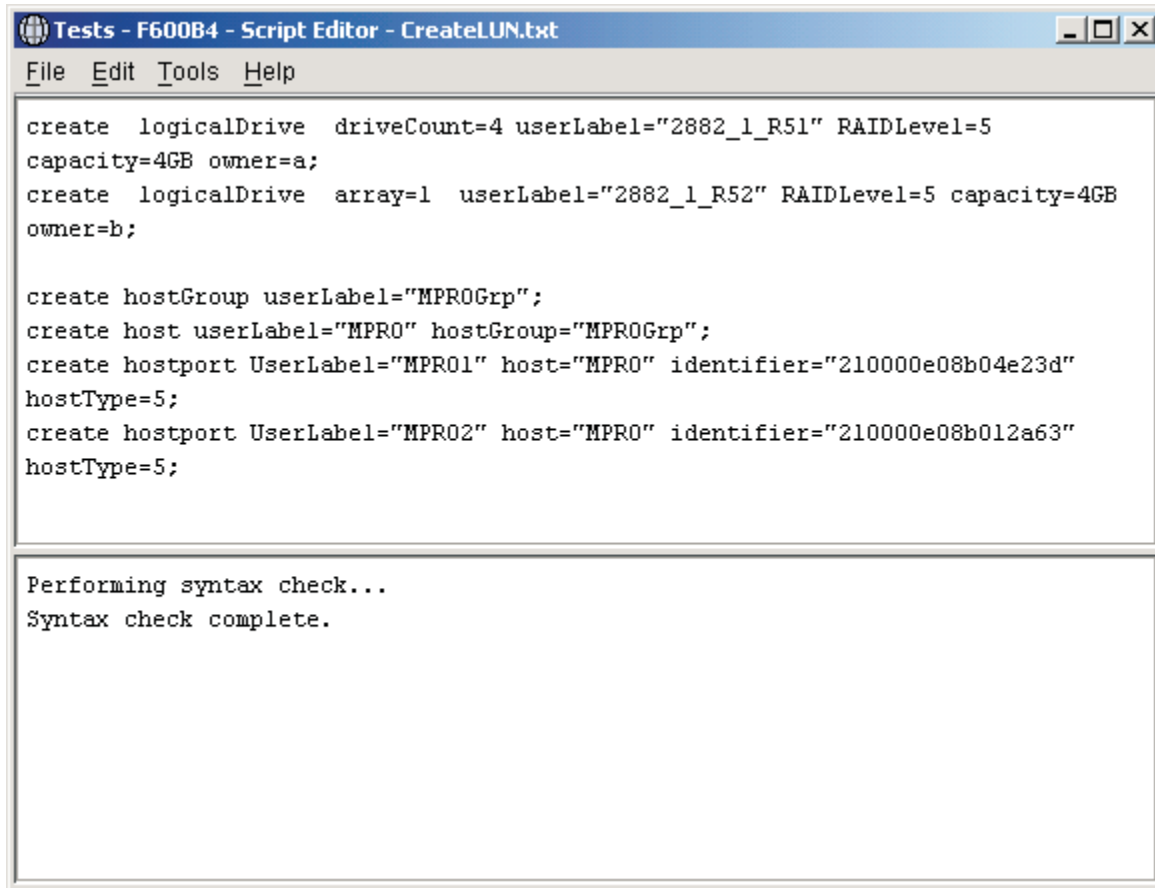 Tests - F600B4 - Script Editor - CreateLUN.txt
File Edit Tools Help
create logicalDrive driveCount=4 userLabel="2882_1_R51" RAIDLevel=5
capacity=4GB owner=a;
create logicalDrive array=1 userLabel="2882_1_R52" RAIDLevel=5 capacity=4GB
owner=b;
create hostGroup userLabel="MPR0Grp";
create host userLabel="MPR0" hostGroup="MPR0Grp";
create hostport UserLabel="MPR01" host="MPR0" identifier="210000e08b04e23d"
hostType=5;
create hostport UserLabel="MPR02" host="MPR0" identifier="210000e08b012a63"
hostType=5;
Performing syntax check...
Syntax check complete.